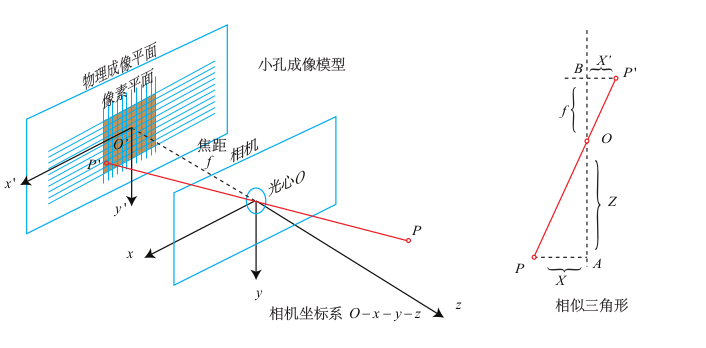 小孔成像模型
物理成像平面
像素平面
O'
P'
x'
y'
焦距
f
相机
光心O
x
y
z
P
相机坐标系 O-x-y-z
B
X'
P'
f
O
Z
P
A
X
相似三角形